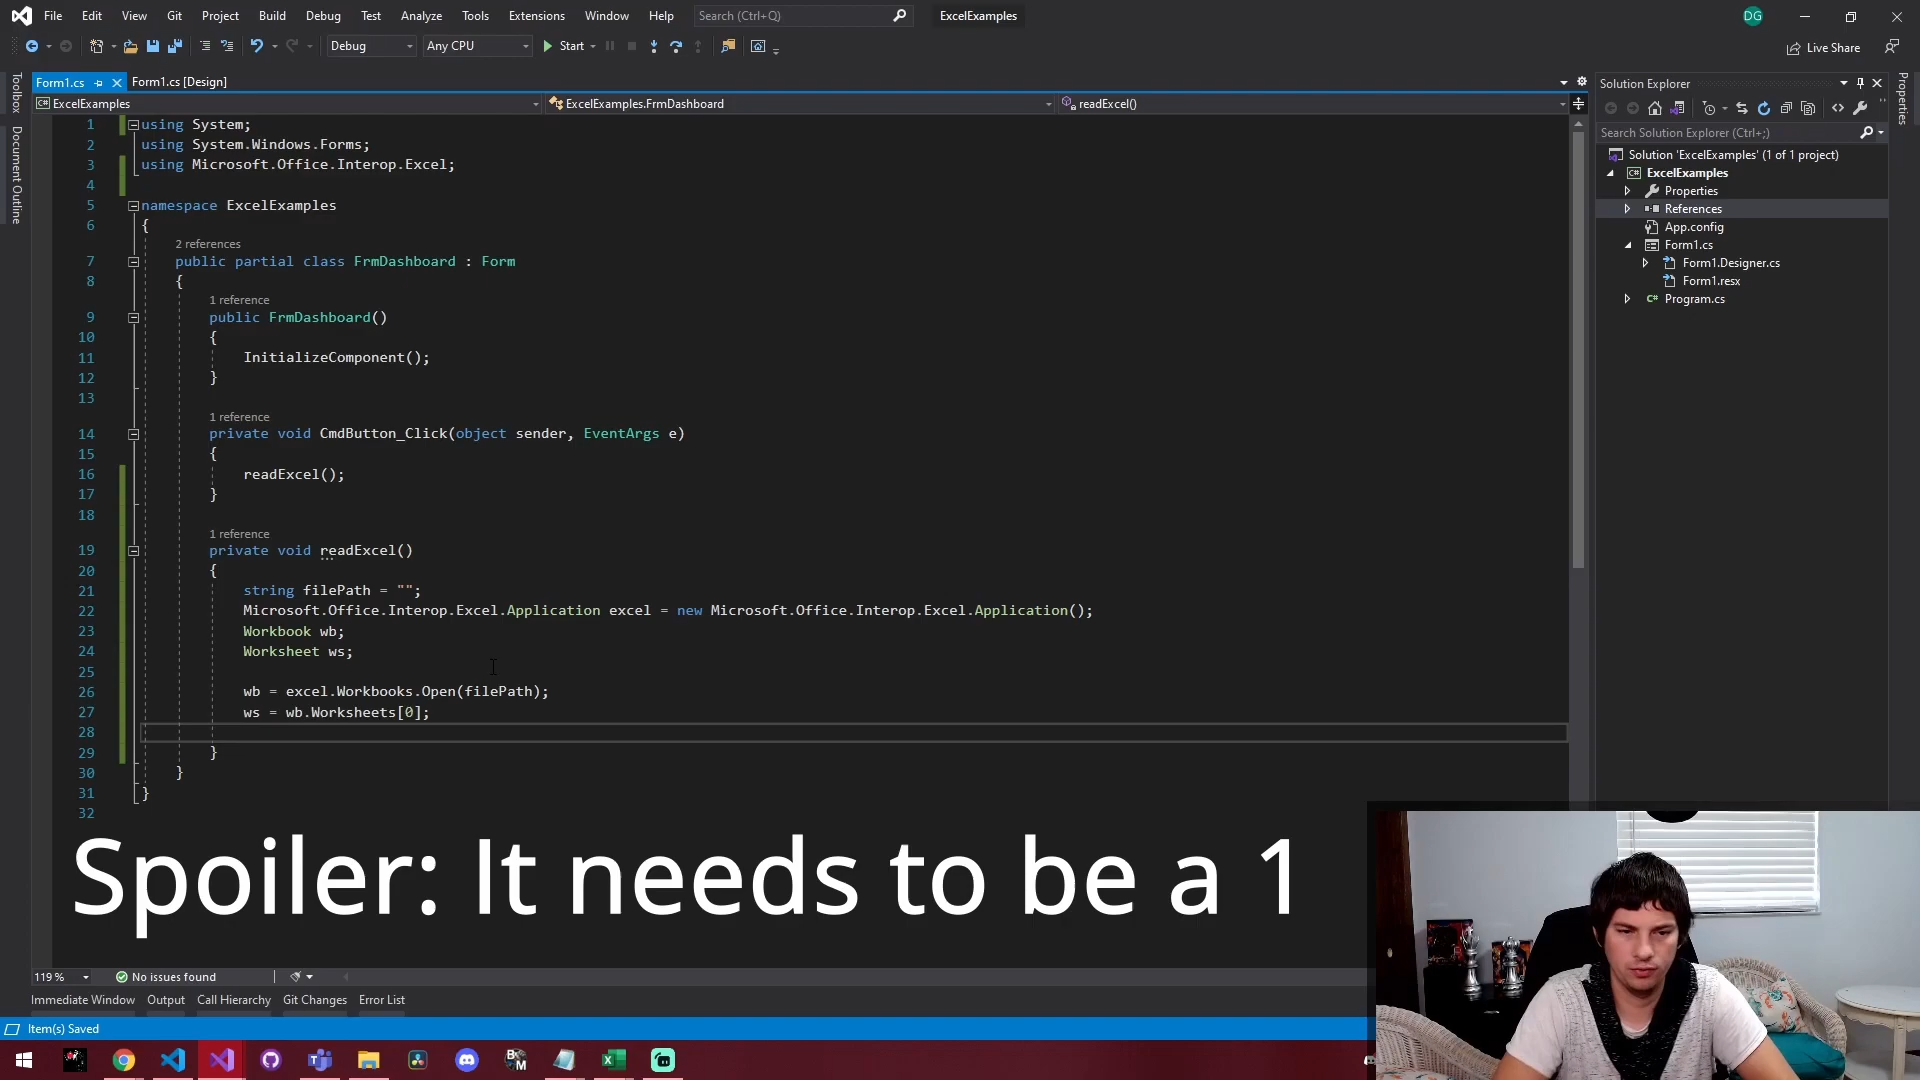 File Edit View Git Project Build Debug Test Analyze Tools Extensions Window Help Search (Ctrl+Q) ExcelExamples DG
Debug Any CPU Start Live Share
Form1.cs Form1.cs [Design]
ExcelExamples ExcelExamples.FrmDashboard readExcel()
Toolbox
Document Outline
1 using System;
2 using System.Windows.Forms;
3 using Microsoft.Office.Interop.Excel;
4
5 namespace ExcelExamples
6 {
2 references
7 public partial class FrmDashboard : Form
8 {
1 reference
9 public FrmDashboard()
10 {
11 InitializeComponent();
12 }
13
1 reference
14 private void CmdButton_Click(object sender, EventArgs e)
15 {
16 readExcel();
17 }
18
1 reference
19 private void readExcel()
20 {
21 string filePath = "";
22 Microsoft.Office.Interop.Excel.Application excel = new Microsoft.Office.Interop.Excel.Application();
23 Workbook wb;
24 Worksheet ws;
25
26 wb = excel.Workbooks.Open(filePath);
27 ws = wb.Worksheets[0];
28
29 }
30 }
31 }
32
Solution Explorer
Search Solution Explorer (Ctrl+;)
Solution 'ExcelExamples' (1 of 1 project)
ExcelExamples
Properties
References
App.config
Form1.cs
Form1.Designer.cs
Form1.resx
Program.cs
Properties
Spoiler: It needs to be a 1
119 % No issues found
Immediate Window Output Call Hierarchy Git Changes Error List
Item(s) Saved